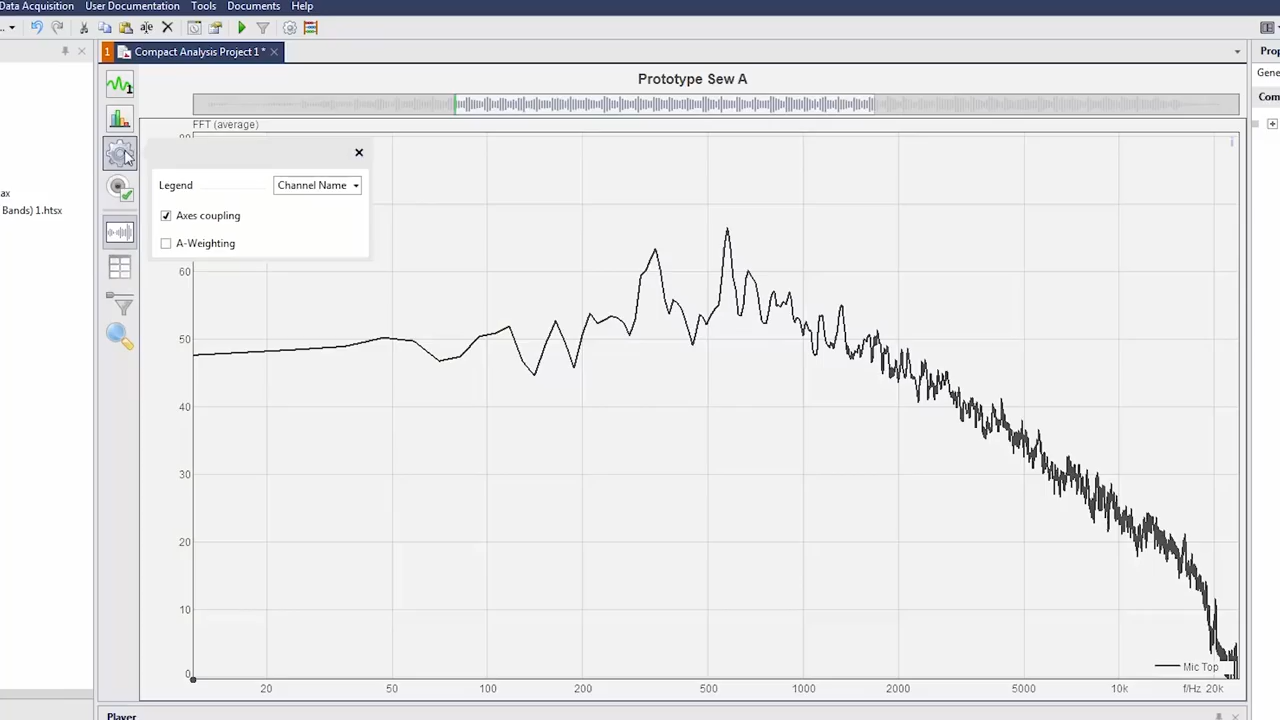 Data Acquisition User Documentation Tools Documents Help
1 Compact Analysis Project 1 *
Prop
Prototype Sew A
Gene
Com
FFT (average)
Legend Channel Name
Axes coupling
A-Weighting
ax
Bands) 1.htsx
60
50
40
30
20
10
0
Mic Top
20 50 100 200 500 1000 2000 5000 10k f/Hz 20k
Player